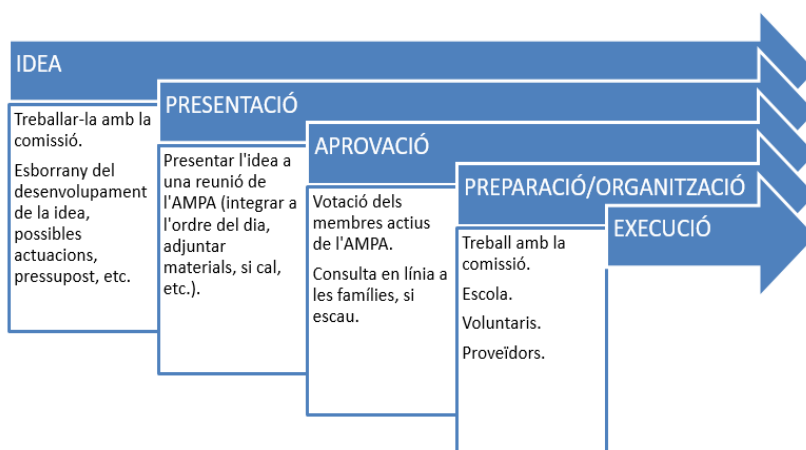 IDEA
Treballar-la amb la
comissió.
Esborrany del
desenvolupament
de la idea,
possibles
actuacions,
pressupost, etc.
PRESENTACIÓ
Presentar l'idea a
una reunió de
l'AMPA (integrar a
l'ordre del dia,
adjuntar
materials, si cal,
etc.).
APROVACIÓ
Votació dels
membres actius
de l'AMPA.
Consulta en línia a
les famílies, si
escau.
PREPARACIÓ/ORGANITZACIÓ
Treball amb la
comissió.
Escola.
Voluntaris.
Proveïdors.
EXECUCIÓ